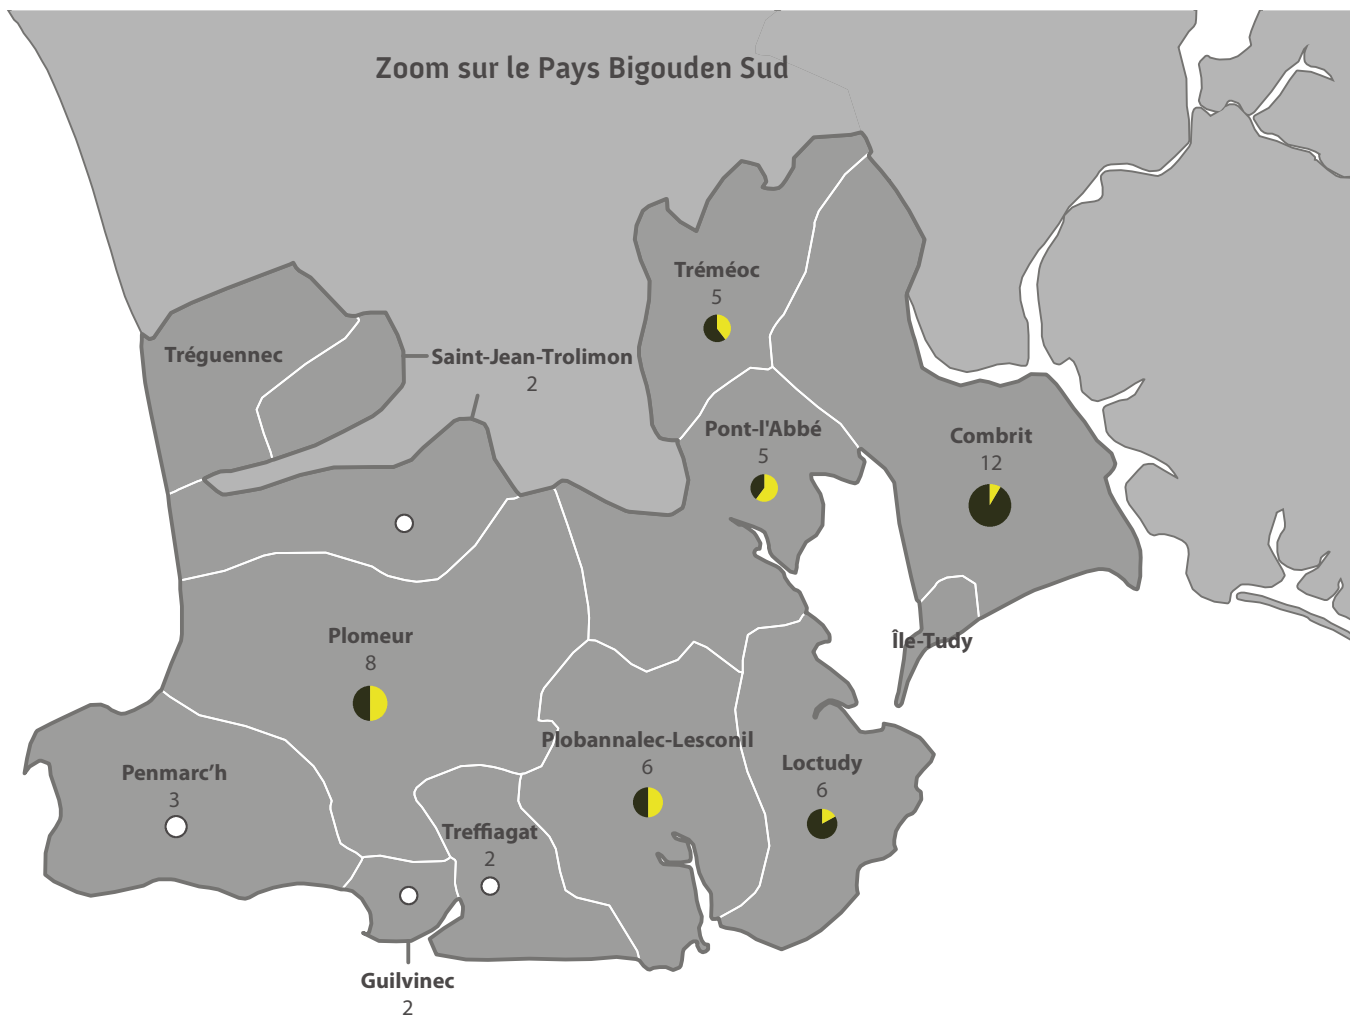 Zoom sur le Pays Bigouden Sud
Tréméoc
5
Tréguennec
Saint-Jean-Trolimon
2
Pont-l'Abbé
5
Combrit
12
Plomeur
8
Île-Tudy
Plobannalec-Lesconil
6
Loctudy
6
Penmarc’h
3
Treffiagat
2
Guilvinec
2